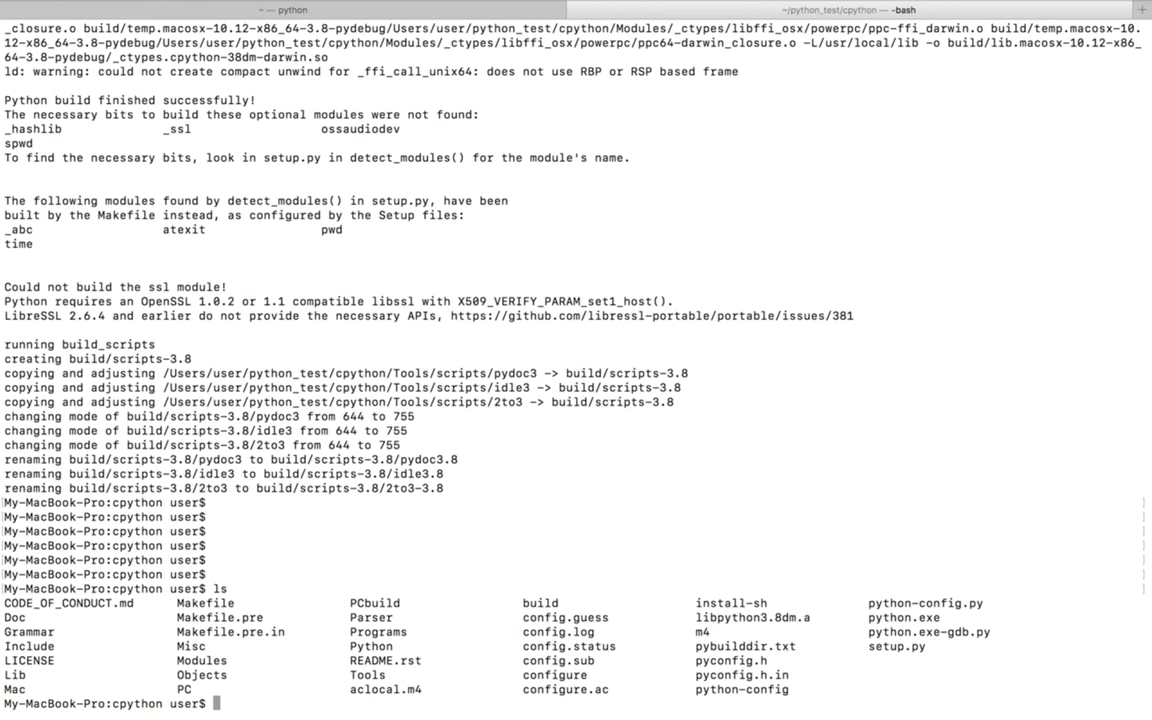 ~ — python
~/python_test/cpython — -bash
+
_closure.o build/temp.macosx-10.12-x86_64-3.8-pydebug/Users/user/python_test/cpython/Modules/_ctypes/libffi_osx/powerpc/ppc-ffi_darwin.o build/temp.macosx-10.
12-x86_64-3.8-pydebug/Users/user/python_test/cpython/Modules/_ctypes/libffi_osx/powerpc/ppc64-darwin_closure.o -L/usr/local/lib -o build/lib.macosx-10.12-x86_
64-3.8-pydebug/_ctypes.cpython-38dm-darwin.so
ld: warning: could not create compact unwind for _ffi_call_unix64: does not use RBP or RSP based frame
Python build finished successfully!
The necessary bits to build these optional modules were not found:
_hashlib _ssl ossaudiodev
spwd
To find the necessary bits, look in setup.py in detect_modules() for the module's name.
The following modules found by detect_modules() in setup.py, have been
built by the Makefile instead, as configured by the Setup files:
_abc atexit pwd
time
Could not build the ssl module!
Python requires an OpenSSL 1.0.2 or 1.1 compatible libssl with X509_VERIFY_PARAM_set1_host().
LibreSSL 2.6.4 and earlier do not provide the necessary APIs, https://github.com/libressl-portable/portable/issues/381
running build_scripts
creating build/scripts-3.8
copying and adjusting /Users/user/python_test/cpython/Tools/scripts/pydoc3 -> build/scripts-3.8
copying and adjusting /Users/user/python_test/cpython/Tools/scripts/idle3 -> build/scripts-3.8
copying and adjusting /Users/user/python_test/cpython/Tools/scripts/2to3 -> build/scripts-3.8
changing mode of build/scripts-3.8/pydoc3 from 644 to 755
changing mode of build/scripts-3.8/idle3 from 644 to 755
changing mode of build/scripts-3.8/2to3 from 644 to 755
renaming build/scripts-3.8/pydoc3 to build/scripts-3.8/pydoc3.8
renaming build/scripts-3.8/idle3 to build/scripts-3.8/idle3.8
renaming build/scripts-3.8/2to3 to build/scripts-3.8/2to3-3.8
[My-MacBook-Pro:cpython user$ ]
[My-MacBook-Pro:cpython user$ ]
[My-MacBook-Pro:cpython user$ ]
[My-MacBook-Pro:cpython user$ ]
[My-MacBook-Pro:cpython user$ ]
[My-MacBook-Pro:cpython user$ ]
[My-MacBook-Pro:cpython user$ ls ]
CODE_OF_CONDUCT.md Makefile PCbuild build install-sh python-config.py
Doc Makefile.pre Parser config.guess libpython3.8dm.a python.exe
Grammar Makefile.pre.in Programs config.log m4 python.exe-gdb.py
Include Misc Python config.status pybuilddir.txt setup.py
LICENSE Modules README.rst config.sub pyconfig.h
Lib Objects Tools configure pyconfig.h.in
Mac PC aclocal.m4 configure.ac python-config
My-MacBook-Pro:cpython user$